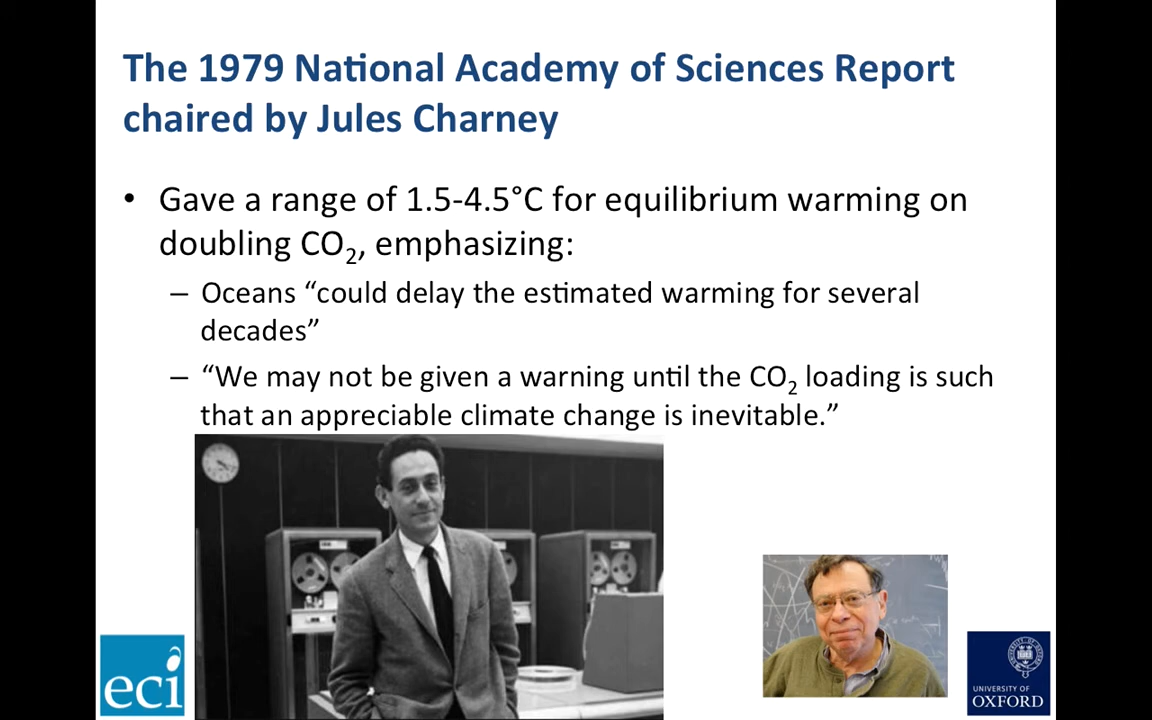 The 1979 National Academy of Sciences Report
chaired by Jules Charney
• Gave a range of 1.5-4.5°C for equilibrium warming on
doubling CO₂, emphasizing:
– Oceans “could delay the estimated warming for several
decades”
– “We may not be given a warning until the CO₂ loading is such
that an appreciable climate change is inevitable.”
eci
UNIVERSITY OF
OXFORD